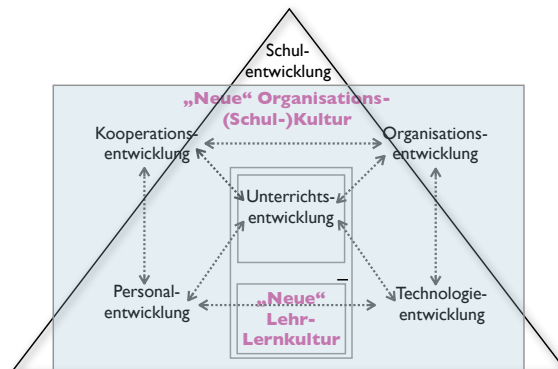 Schul-
entwicklung
„Neue“ Organisations-
(Schul-)Kultur
Kooperations-
entwicklung
Organisations-
entwicklung
Unterrichts-
entwicklung
Personal-
entwicklung
„Neue“
Lehr-
Lernkultur
Technologie-
entwicklung